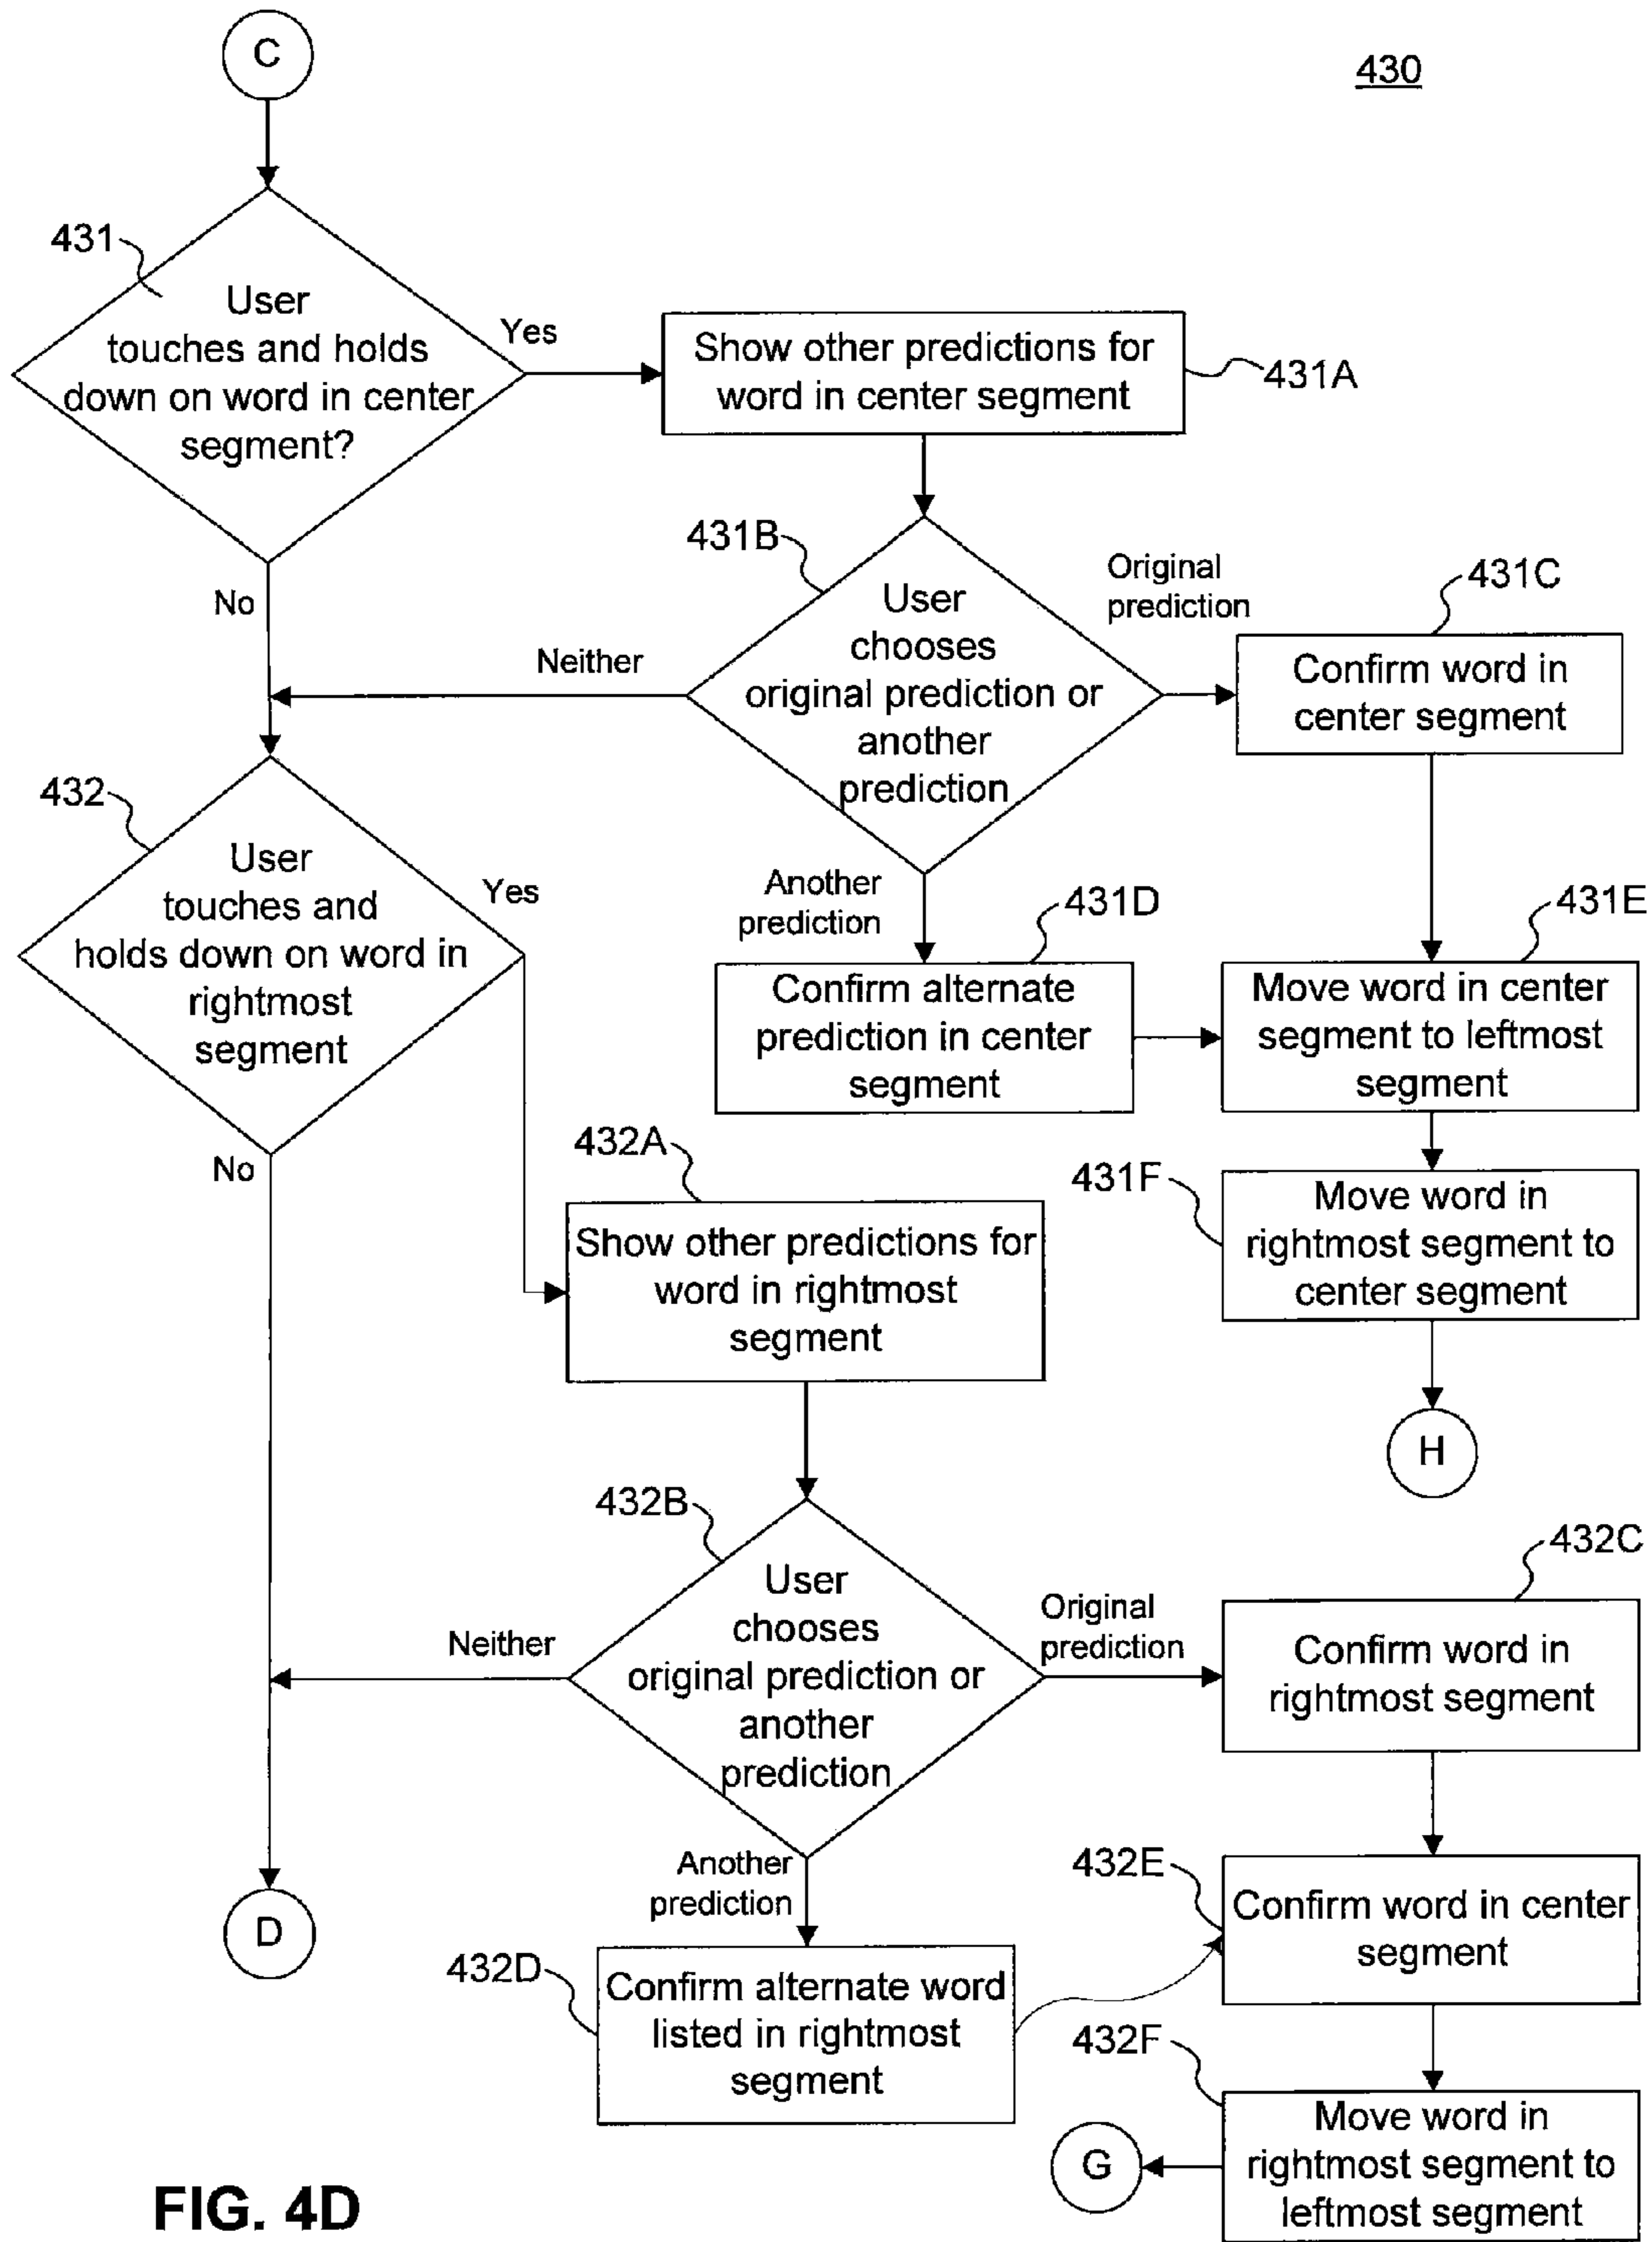 C
430
431
User
touches and holds
down on word in center
segment?
Yes
Show other predictions for
word in center segment
431A
No
431B
User
chooses
original prediction or
another
prediction
Neither
Original
prediction
431C
Confirm word in
center segment
Another
prediction
431D
Confirm alternate
prediction in center
segment
431E
Move word in center
segment to leftmost
segment
431F
Move word in
rightmost segment to
center segment
H
432
User
touches and
holds down on word in
rightmost
segment
Yes
No
432A
Show other predictions for
word in rightmost
segment
432B
User
chooses
original prediction or
another
prediction
Neither
Original
prediction
432C
Confirm word in
rightmost segment
Another
prediction
432D
Confirm alternate word
listed in rightmost
segment
432E
Confirm word in center
segment
432F
Move word in
rightmost segment to
leftmost segment
G
D
FIG. 4D